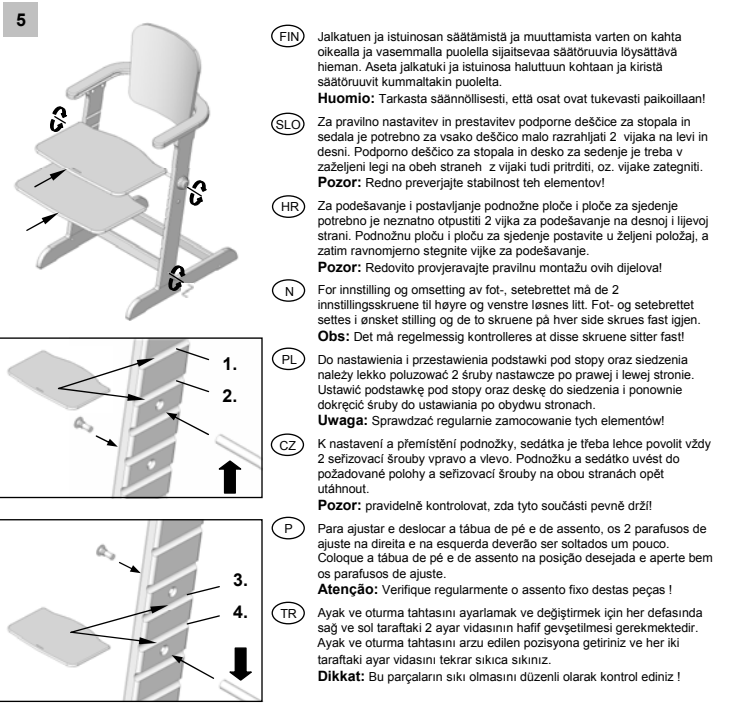 5
FIN
Jalkatuen ja istuinosan säätämistä ja muuttamista varten on kahta
oikealla ja vasemmalla puolella sijaitsevaa säätöruuvia löysättävä
hieman. Aseta jalkatuki ja istuinosa haluttuun kohtaan ja kiristä
säätöruuvit kummaltakin puolelta.
Huomio: Tarkasta säännöllisesti, että osat ovat tukevasti paikoillaan!
SLO
Za pravilno nastavitev in prestavitev podporne deščice za stopala in
sedala je potrebno za vsako deščico malo razrahljati 2 vijaka na levi in
desni. Podporno deščico za stopala in desko za sedenje je treba v
zaželjeni legi na obeh straneh z vijaki tudi pritrditi, oz. vijake zategniti.
Pozor: Redno preverjajte stabilnost teh elementov!
HR
Za podešavanje i postavljanje podnožne ploče i ploče za sjedenje
potrebno je neznatno otpustiti 2 vijka za podešavanje na desnoj i lijevoj
strani. Podnožnu ploču i ploču za sjedenje postavite u željeni položaj, a
zatim ravnomjerno stegnite vijke za podešavanje.
Pozor: Redovito provjeravajte pravilnu montažu ovih dijelova!
N
For innstilling og omsetting av fot-, setebrettet må de 2
innstillingsskruene til høyre og venstre løsnes litt. Fot- og setebrettet
settes i ønsket stilling og de to skruene på hver side skrues fast igjen.
Obs: Det må regelmessig kontrolleres at disse skruene sitter fast!
PL
Do nastawienia i przestawienia podstawki pod stopy oraz siedzenia
należy lekko poluzować 2 śruby nastawcze po prawej i lewej stronie.
Ustawić podstawkę pod stopy oraz deskę do siedzenia i ponownie
dokręcić śruby do ustawiania po obydwu stronach.
Uwaga: Sprawdzać regularnie zamocowanie tych elementów!
CZ
K nastavení a přemístění podnožky, sedátka je třeba lehce povolit vždy
2 seřizovací šrouby vpravo a vlevo. Podnožku a sedátko uvést do
požadované polohy a seřizovací šrouby na obou stranách opět
utáhnout.
Pozor: pravidelně kontrolovat, zda tyto součásti pevně drží!
P
Para ajustar e deslocar a tábua de pé e de assento, os 2 parafusos de
ajuste na direita e na esquerda deverão ser soltados um pouco.
Coloque a tábua de pé e de assento na posição desejada e aperte bem
os parafusos de ajuste.
Atenção: Verifique regularmente o assento fixo destas peças !
TR
Ayak ve oturma tahtasını ayarlamak ve değiştirmek için her defasında
sağ ve sol taraftaki 2 ayar vidasının hafif gevşetilmesi gerekmektedir.
Ayak ve oturma tahtasını arzu edilen pozisyona getiriniz ve her iki
taraftaki ayar vidasını tekrar sıkıca sıkınız.
Dikkat: Bu parçaların sıkı olmasını düzenli olarak kontrol ediniz !
1.
2.
3.
4.